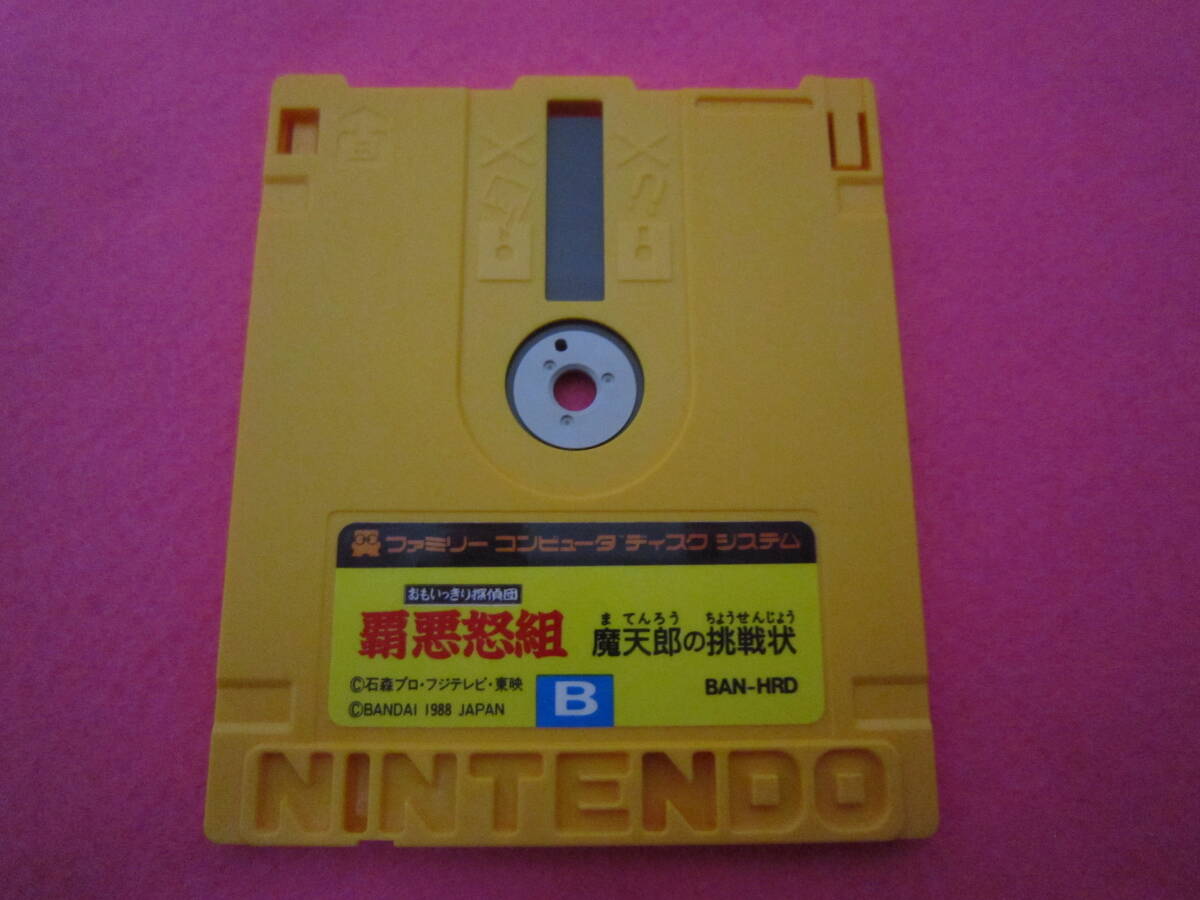 ファミリー コンピュータ™ ディスク システム
おもいっきり探偵団
覇悪怒組
ま てんろう ちょうせんじょう
魔天郎の挑戦状
©石森プロ・フジテレビ・東映
BAN-HRD
©BANDAI 1988 JAPAN
B
NINTENDO